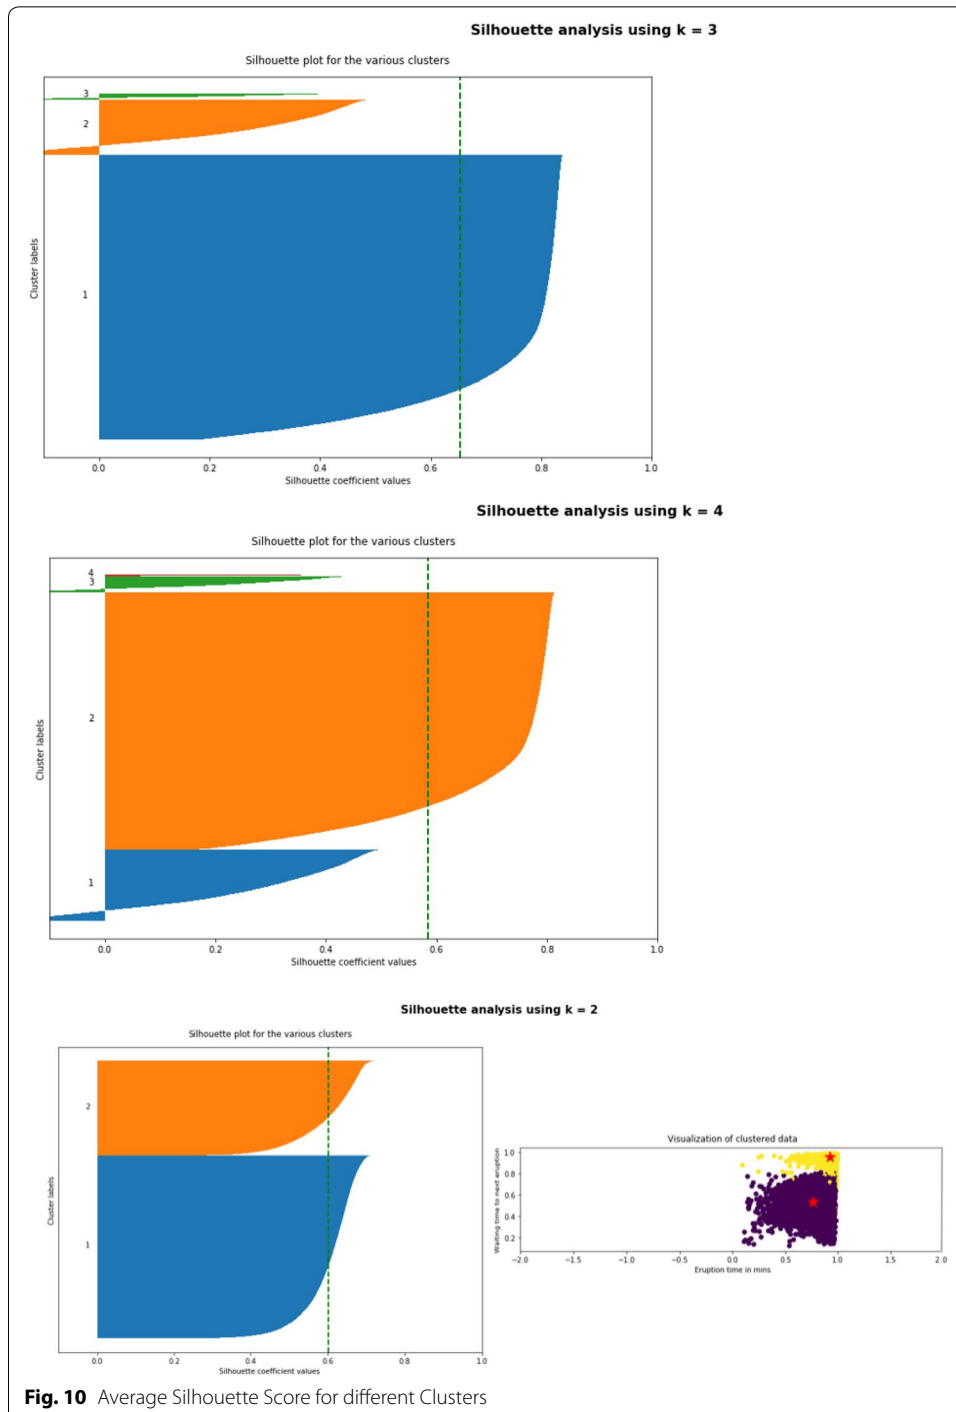 Silhouette analysis using k = 3
Silhouette plot for the various clusters
3
2
1
Cluster labels
0.0 0.2 0.4 0.6 0.8 1.0
Silhouette coefficient values
Silhouette analysis using k = 4
Silhouette plot for the various clusters
4
3
2
1
Cluster labels
0.0 0.2 0.4 0.6 0.8 1.0
Silhouette coefficient values
Silhouette analysis using k = 2
Silhouette plot for the various clusters
2
1
Cluster labels
0.0 0.2 0.4 0.6 0.8 1.0
Silhouette coefficient values
Visualization of clustered data
Waiting time to next eruption
1.0
0.8
0.6
0.4
0.2
−2.0 −1.5 −1.0 −0.5 0.0 0.5 1.0 1.5 2.0
Eruption time in mins
Fig. 10 Average Silhouette Score for different Clusters